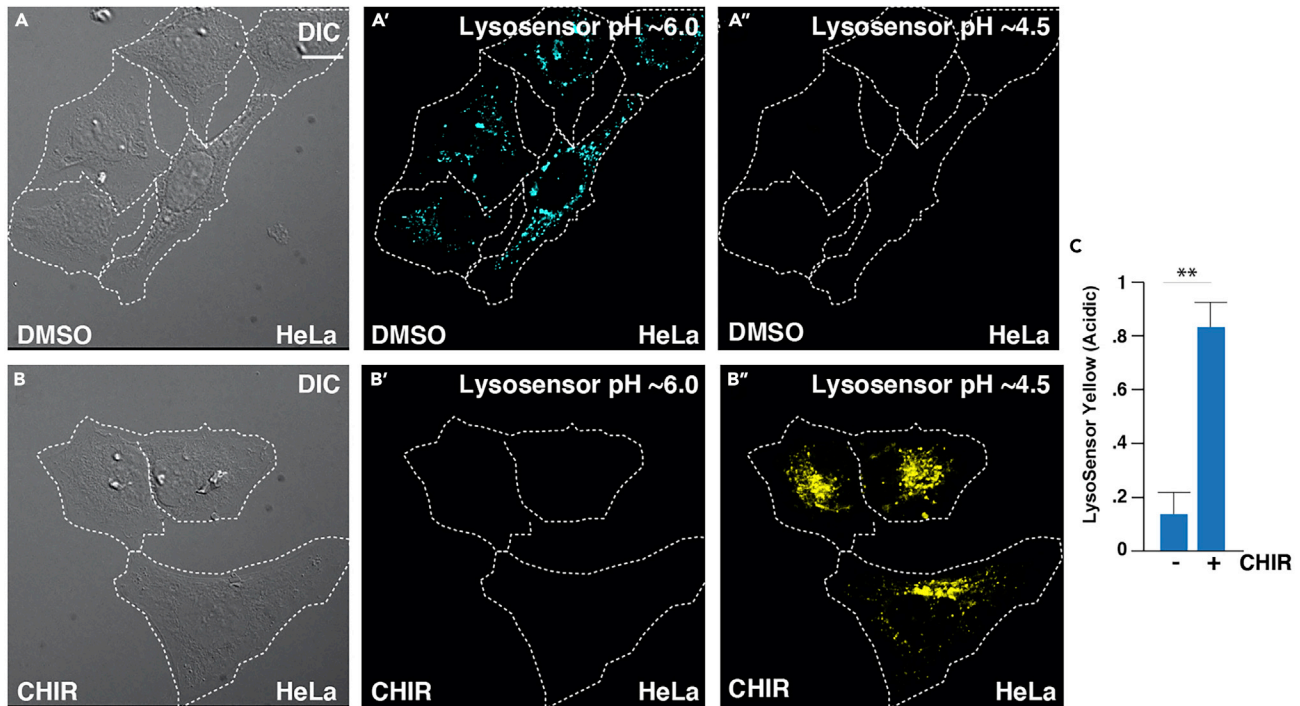 A
DIC
DMSO
HeLa
A'
Lysosensor pH ~6.0
DMSO
HeLa
A"
Lysosensor pH ~4.5
DMSO
HeLa
B
DIC
CHIR
HeLa
B'
Lysosensor pH ~6.0
CHIR
HeLa
B"
Lysosensor pH ~4.5
CHIR
HeLa
C
LysoSensor Yellow (Acidic)
1
.8
.6
.4
.2
0
**
- + CHIR